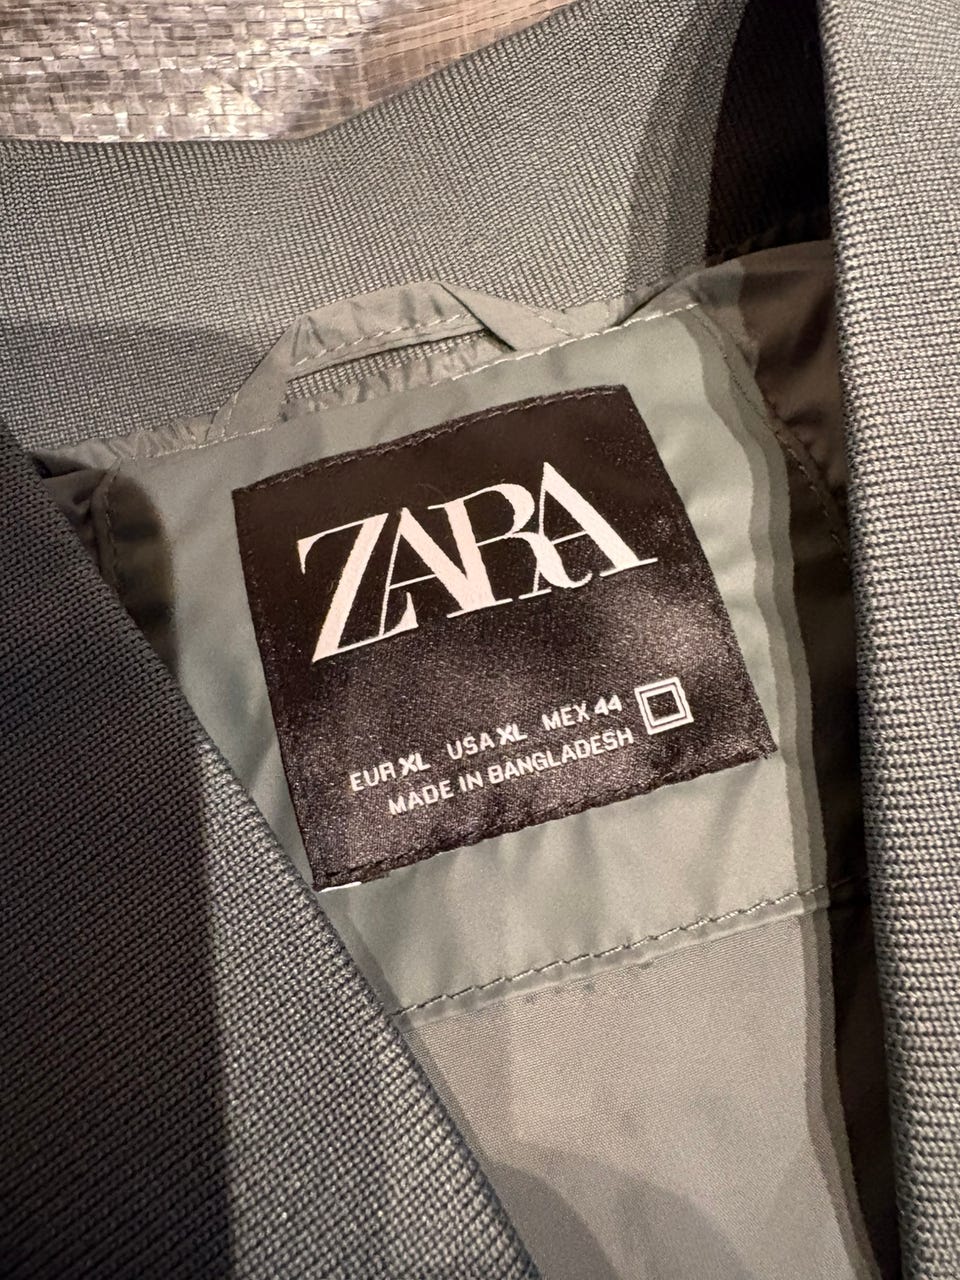 ZARA
EUR XL USA XL MEX 44
MADE IN BANGLADESH